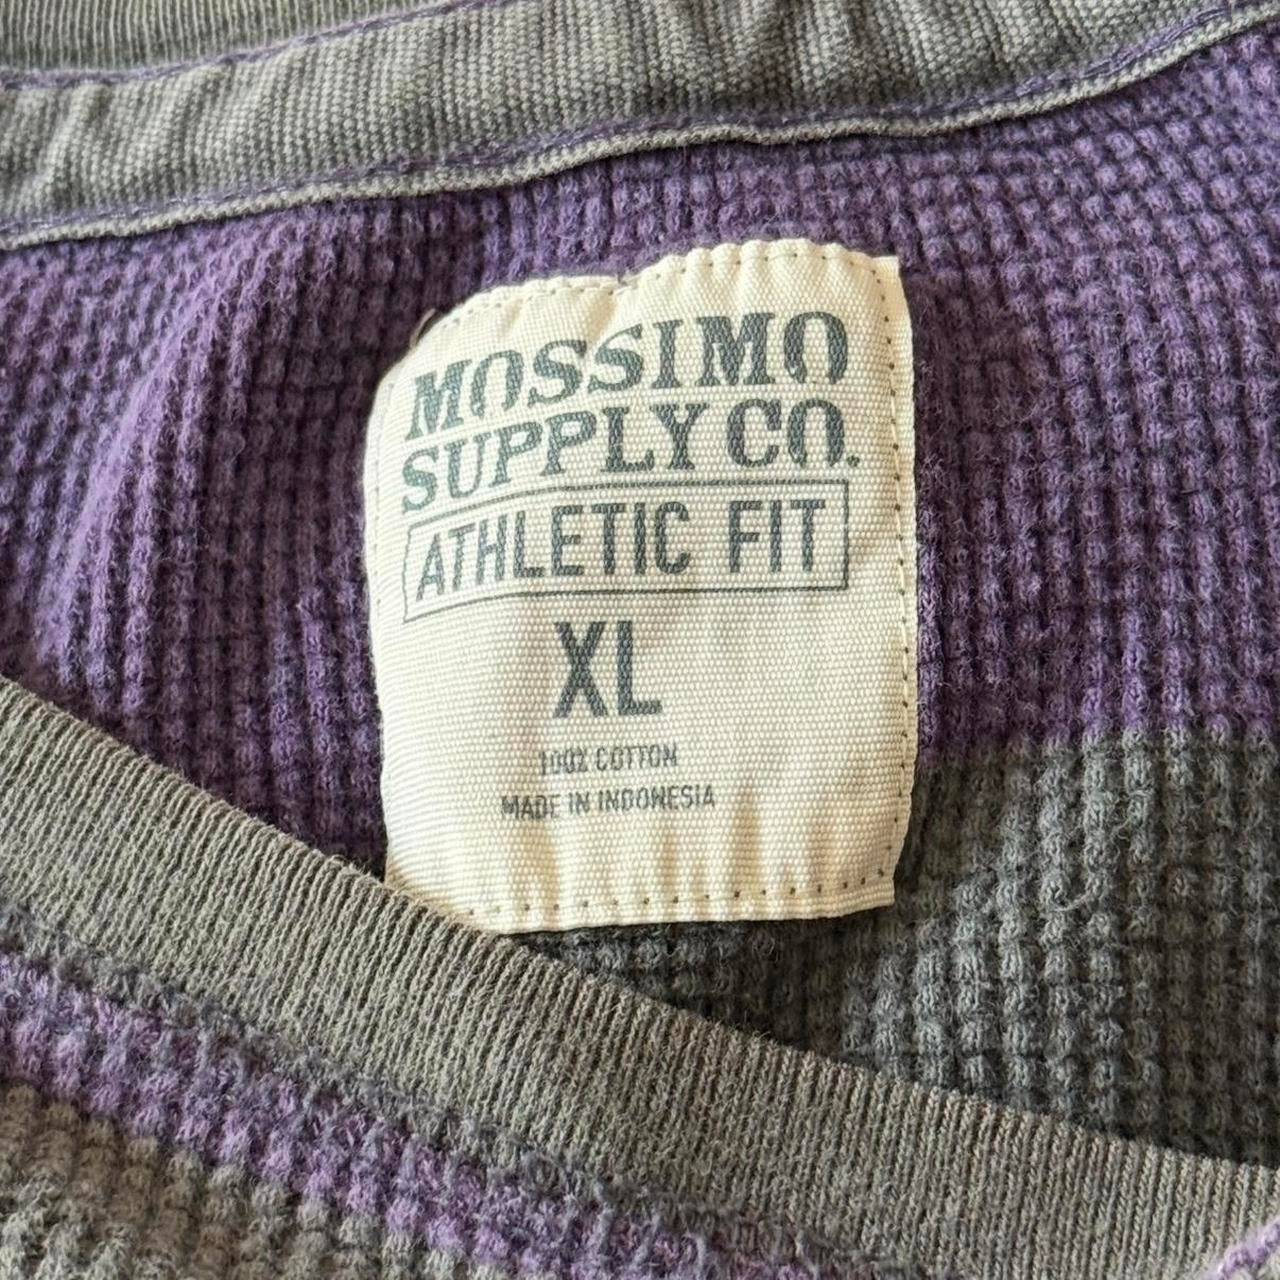 MOSSIMO
SUPPLY CO.
ATHLETIC FIT
XL
100% COTTON
MADE IN INDONESIA